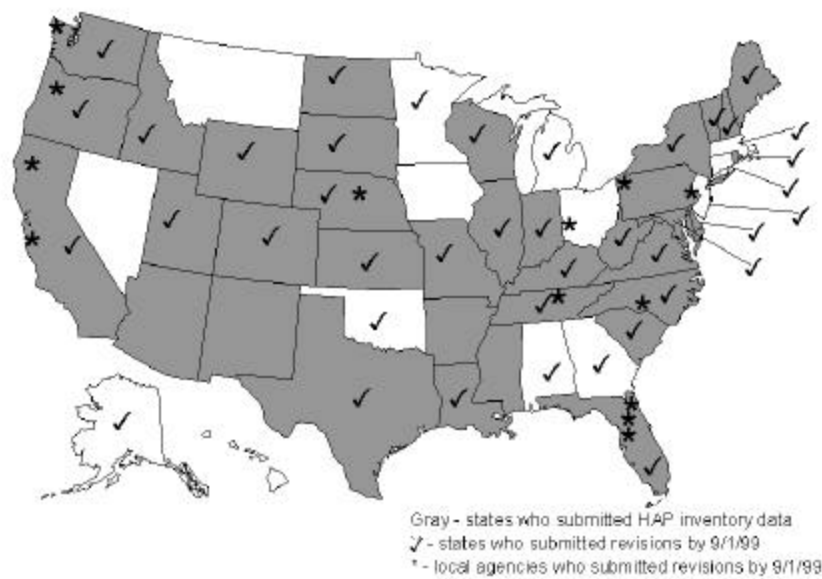 Gray - states who submitted HAP inventory data
✓ - states who submitted revisions by 9/1/99
* - local agencies who submitted revisions by 9/1/99